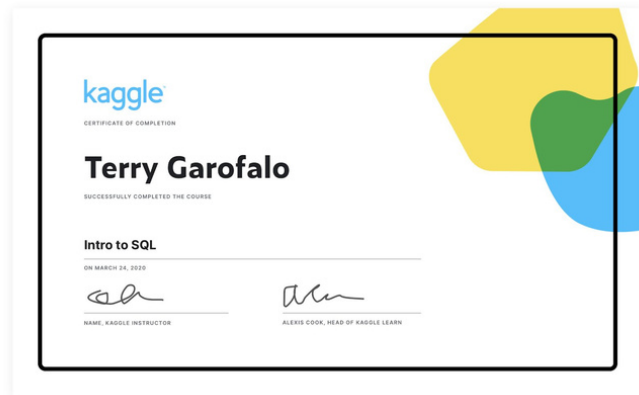 kaggle
CERTIFICATE OF COMPLETION
Terry Garofalo
SUCCESSFULLY COMPLETED THE COURSE
Intro to SQL
ON MARCH 24, 2020
NAME, KAGGLE INSTRUCTOR
ALEXIS COOK, HEAD OF KAGGLE LEARN